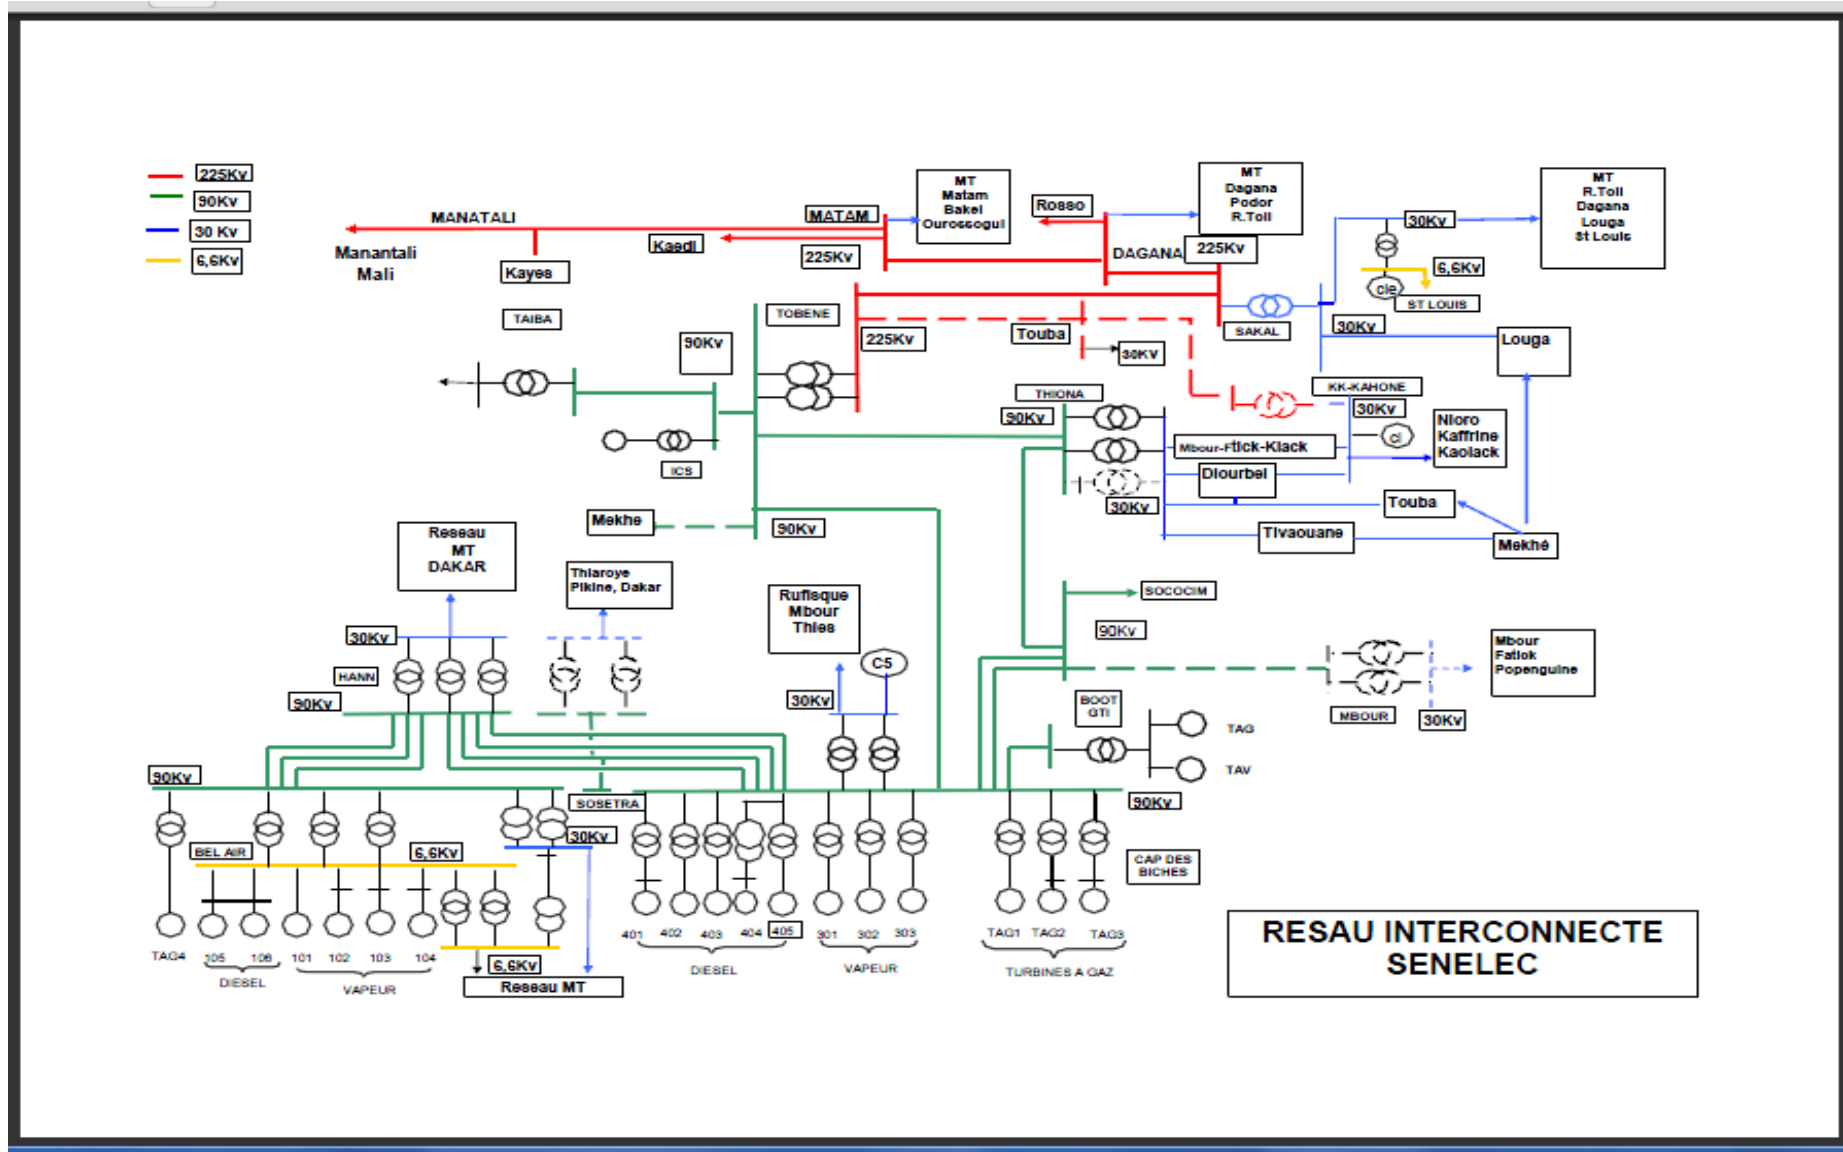 225Kv
90Kv
30 Kv
6,6Kv
MANATALI
Manantali
Mali
Kayes
Kaedi
MATAM
225Kv
MT
Matam
Bakel
Ourossogui
Rosso
DAGANA
225Kv
MT
Dagana
Podor
R.Toll
30Kv
MT
R.Toll
Dagana
Louga
St Louis
6,6Kv
cle
ST LOUIS
TAIBA
90Kv
TOBENE
225Kv
Touba
30KV
SAKAL
30Kv
Louga
ICS
THIONA
90Kv
KK-KAHONE
30Kv
cl
Nioro
Kaffrine
Kaolack
Mbour-Ftick-Klack
Diourbel
30Kv
Touba
Tivaouane
Mekhé
Mekhe
90Kv
Reseau
MT
DAKAR
Thiaroye
Pikine, Dakar
Rufisque
Mbour
Thies
C5
30Kv
SOCOCIM
90Kv
Mbour
Fatick
Popenguine
MBOUR
30Kv
30Kv
HANN
90Kv
BOOT
GTI
TAG
TAV
90Kv
90Kv
SOSETRA
30Kv
BEL AIR
6,6Kv
CAP DES
BICHES
TAG4
105
106
101
102
103
104
DIESEL
VAPEUR
6,6Kv
Reseau MT
401
402
403
404
405
DIESEL
301
302
303
VAPEUR
TAG1
TAG2
TAG3
TURBINES A GAZ
RESAU INTERCONNECTE
SENELEC